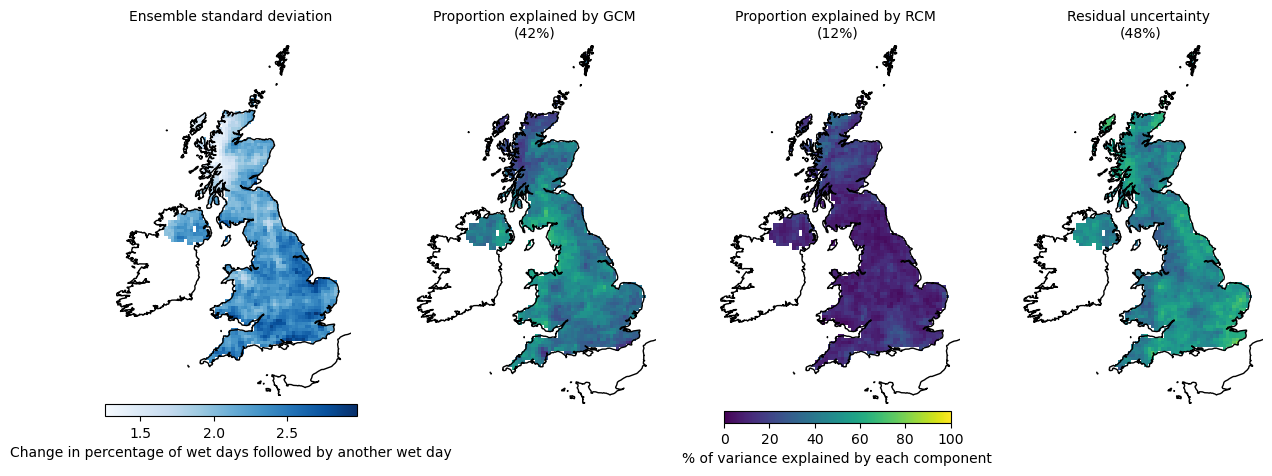 Ensemble standard deviation
Proportion explained by GCM
(42%)
Proportion explained by RCM
(12%)
Residual uncertainty
(48%)
1.5 2.0 2.5
Change in percentage of wet days followed by another wet day
0 20 40 60 80 100
% of variance explained by each component